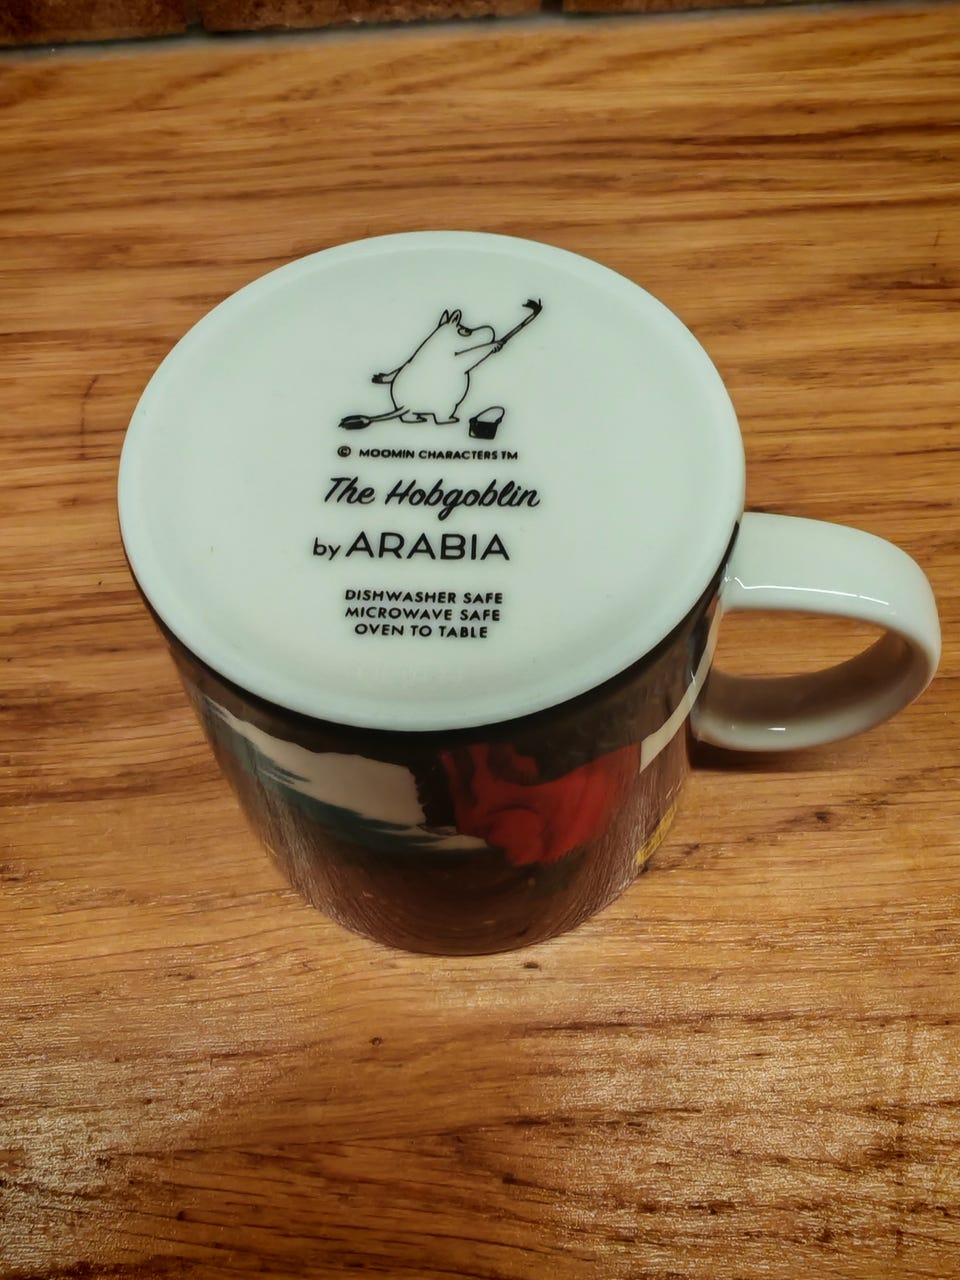 © MOOMIN CHARACTERS TM
The Hobgoblin
by ARABIA
DISHWASHER SAFE
MICROWAVE SAFE
OVEN TO TABLE